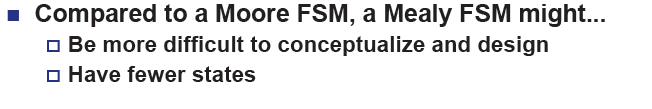 Compared to a Moore FSM, a Mealy FSM might...
Be more difficult to conceptualize and design
Have fewer states